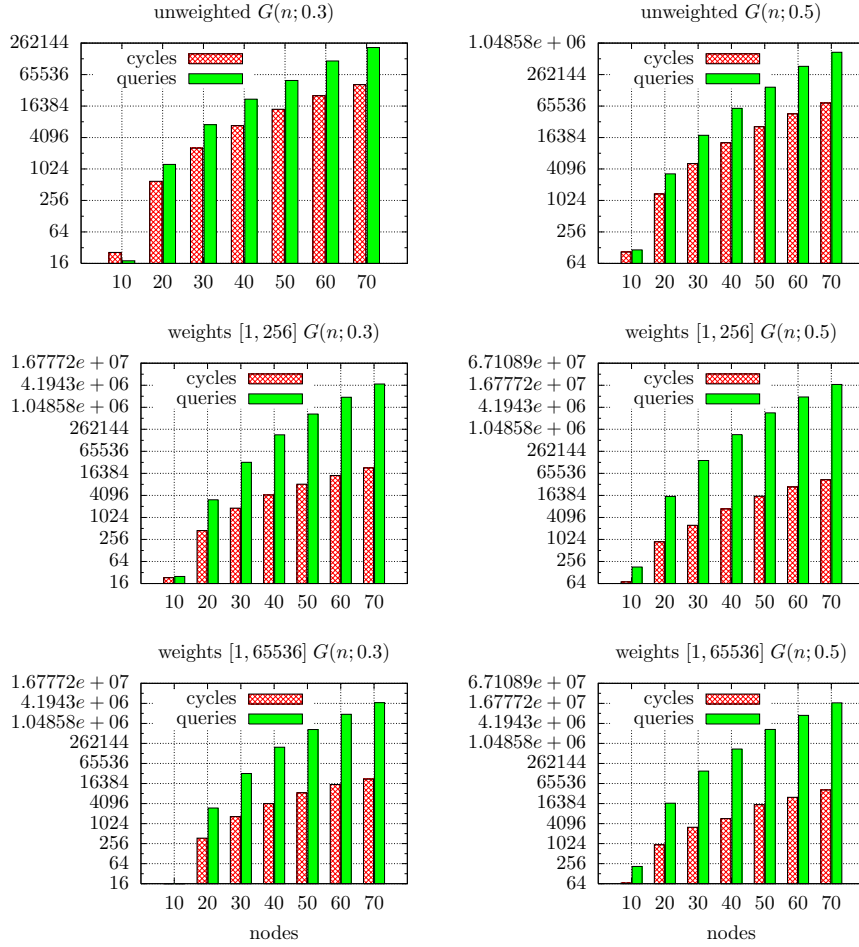 unweighted G(n; 0.3)
262144
65536
16384
4096
1024
256
64
16
cycles
queries
10 20 30 40 50 60 70
unweighted G(n; 0.5)
1.04858e + 06
262144
65536
16384
4096
1024
256
64
cycles
queries
10 20 30 40 50 60 70
weights [1, 256] G(n; 0.3)
1.67772e + 07
4.1943e + 06
1.04858e + 06
262144
65536
16384
4096
1024
256
64
16
cycles
queries
10 20 30 40 50 60 70
weights [1, 256] G(n; 0.5)
6.71089e + 07
1.67772e + 07
4.1943e + 06
1.04858e + 06
262144
65536
16384
4096
1024
256
64
cycles
queries
10 20 30 40 50 60 70
weights [1, 65536] G(n; 0.3)
1.67772e + 07
4.1943e + 06
1.04858e + 06
262144
65536
16384
4096
1024
256
64
16
cycles
queries
10 20 30 40 50 60 70
nodes
weights [1, 65536] G(n; 0.5)
6.71089e + 07
1.67772e + 07
4.1943e + 06
1.04858e + 06
262144
65536
16384
4096
1024
256
64
cycles
queries
10 20 30 40 50 60 70
nodes